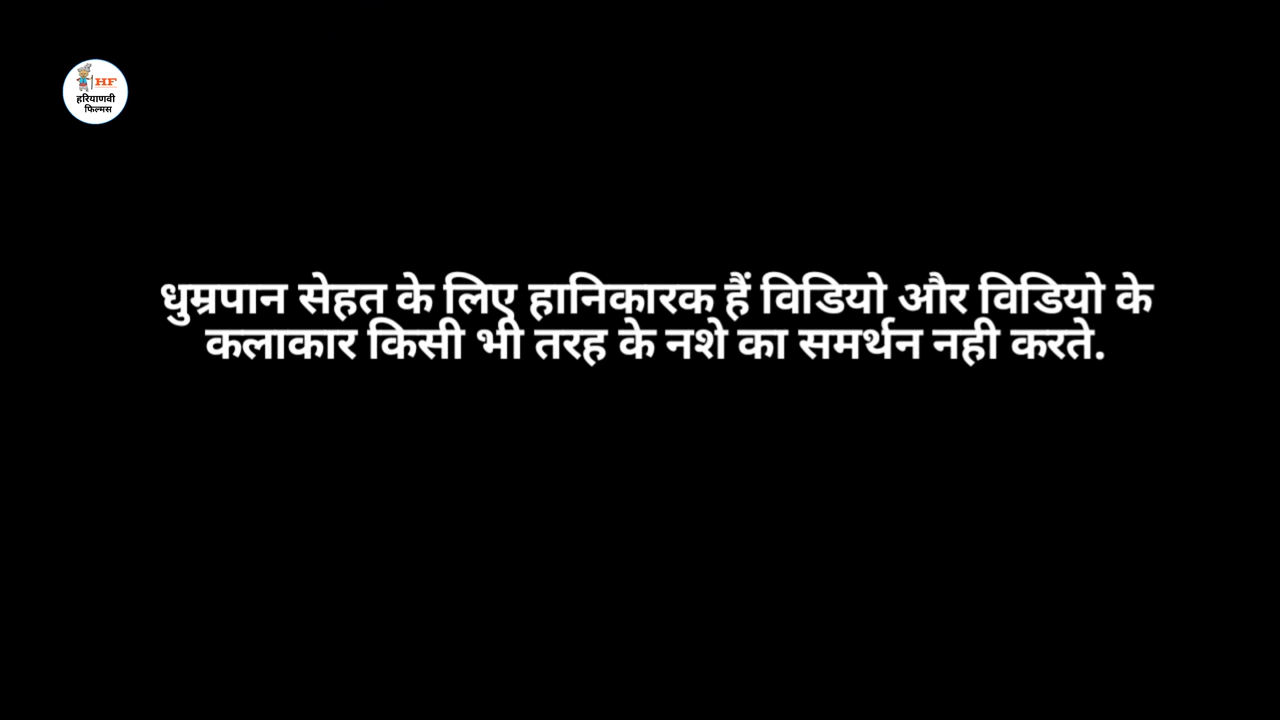 HF
हरियाणवी
फिल्मस
धुम्रपान सेहत के लिए हानिकारक हैं विडियो और विडियो के
कलाकार किसी भी तरह के नशे का समर्थन नही करते.